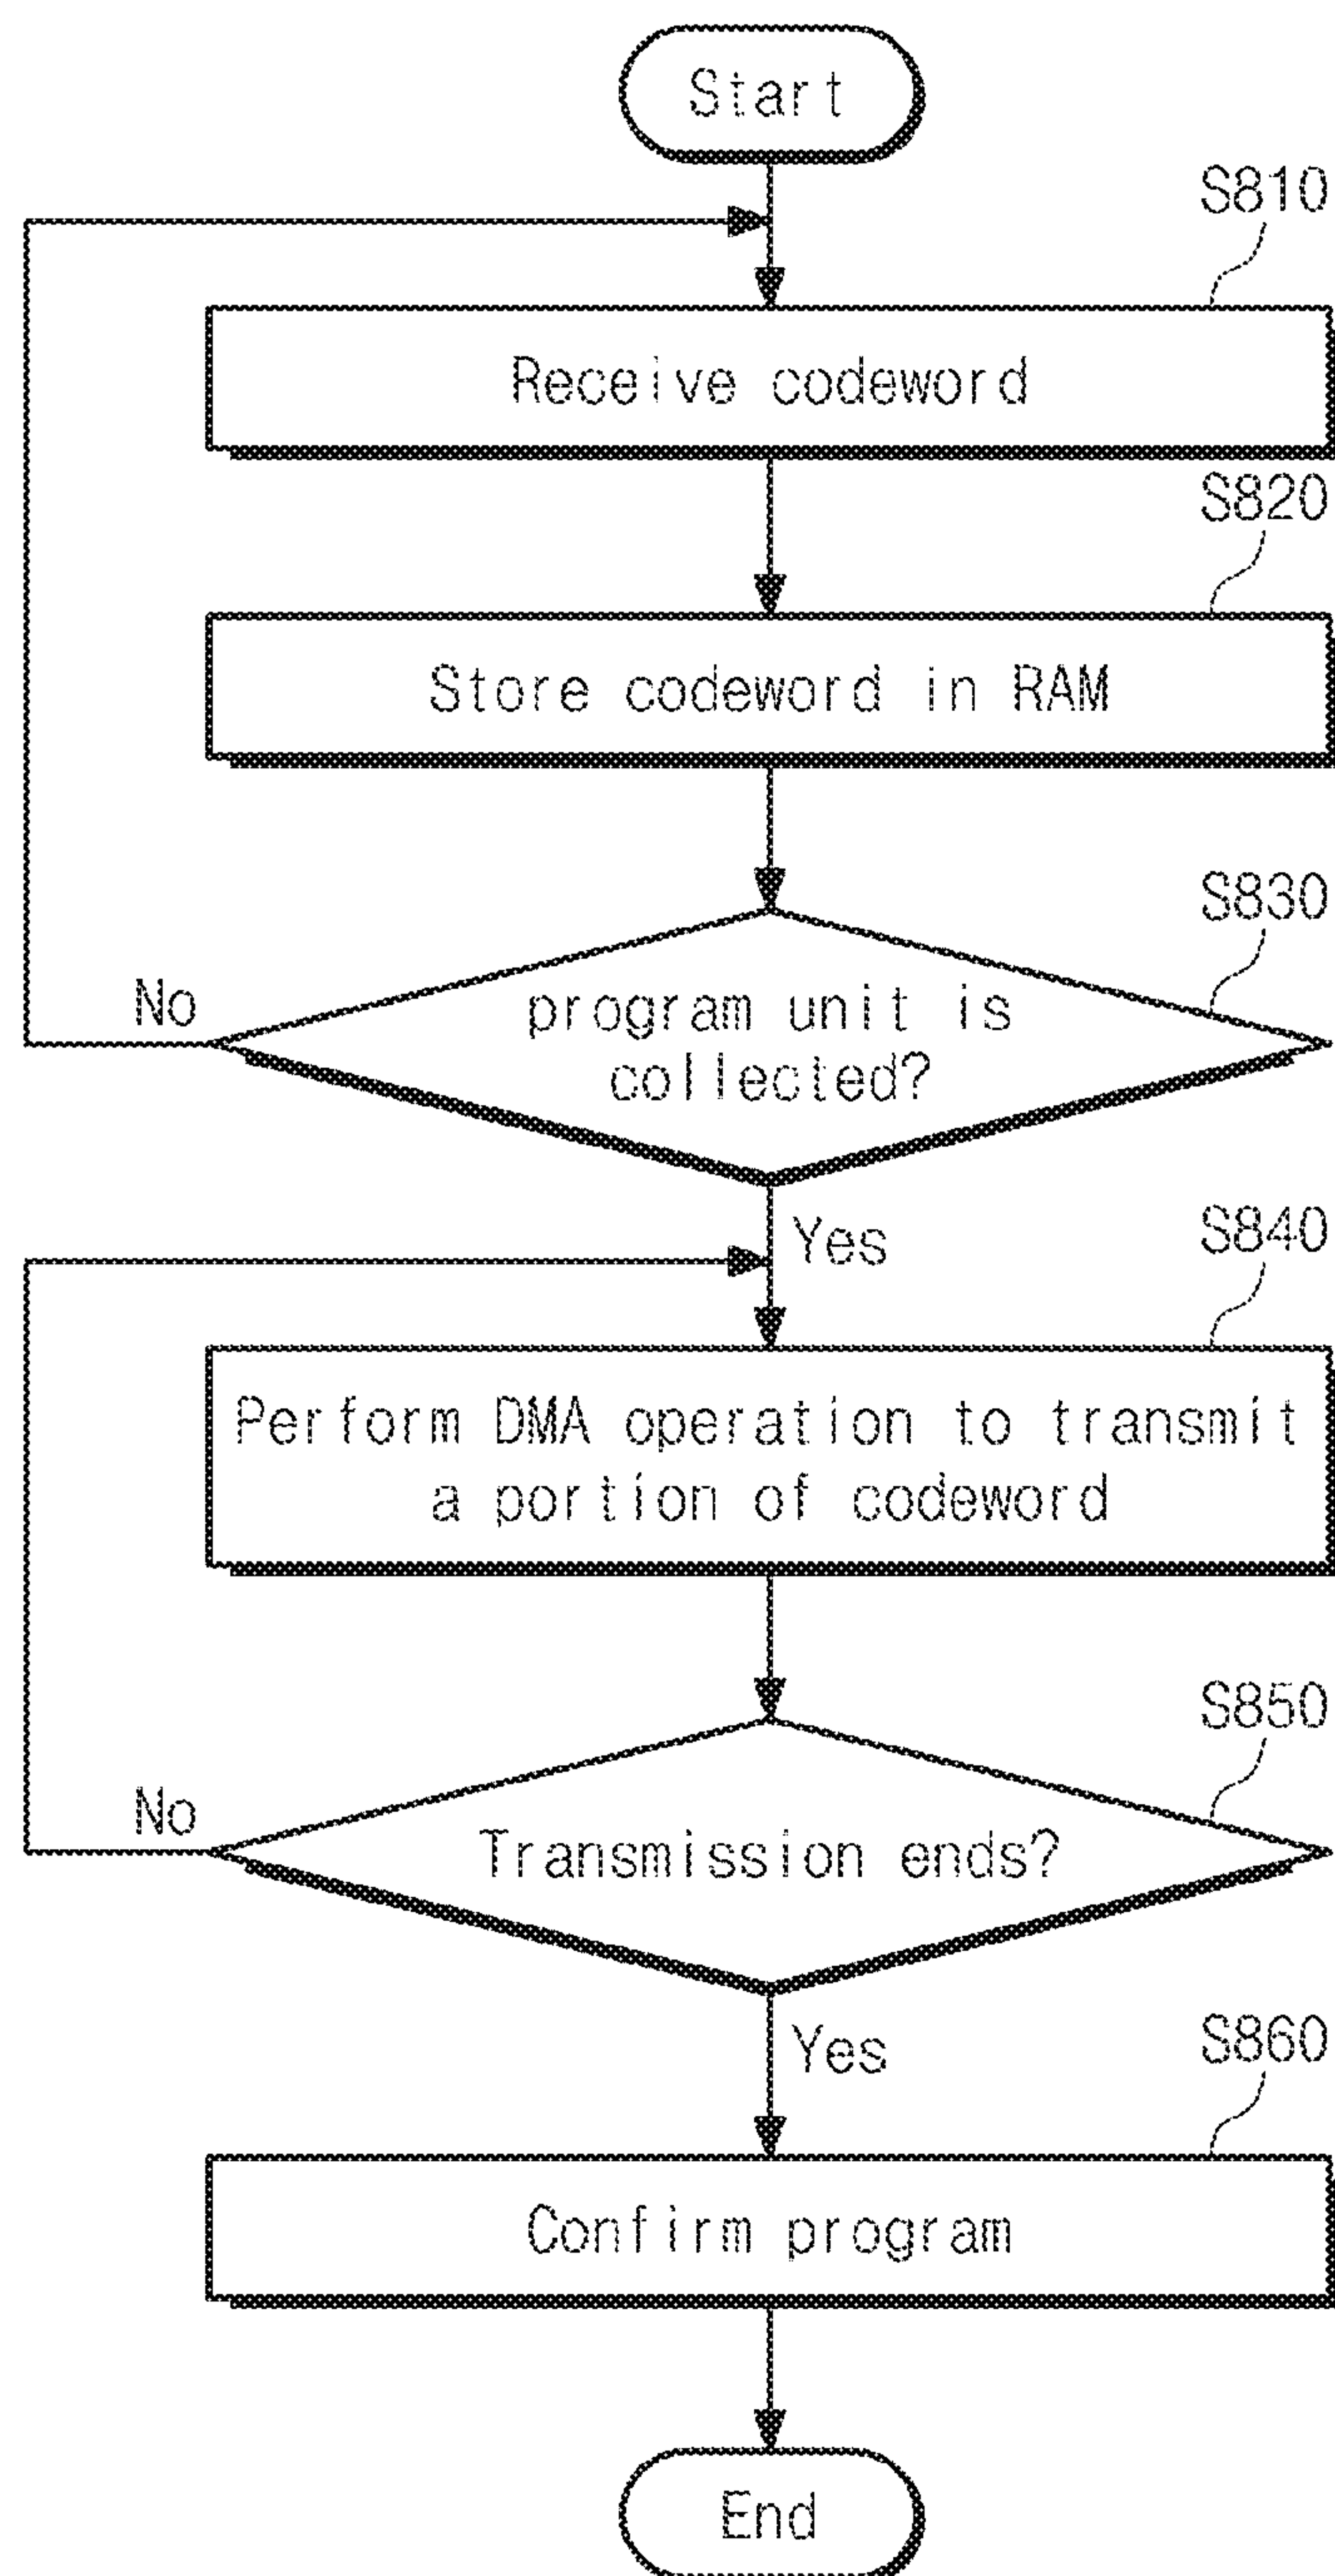 Start
S810
Receive codeword
S820
Store codeword in RAM
S830
No
program unit is
collected?
Yes
S840
Perform DMA operation to transmit
a portion of codeword
S850
No
Transmission ends?
Yes
S860
Confirm program
End